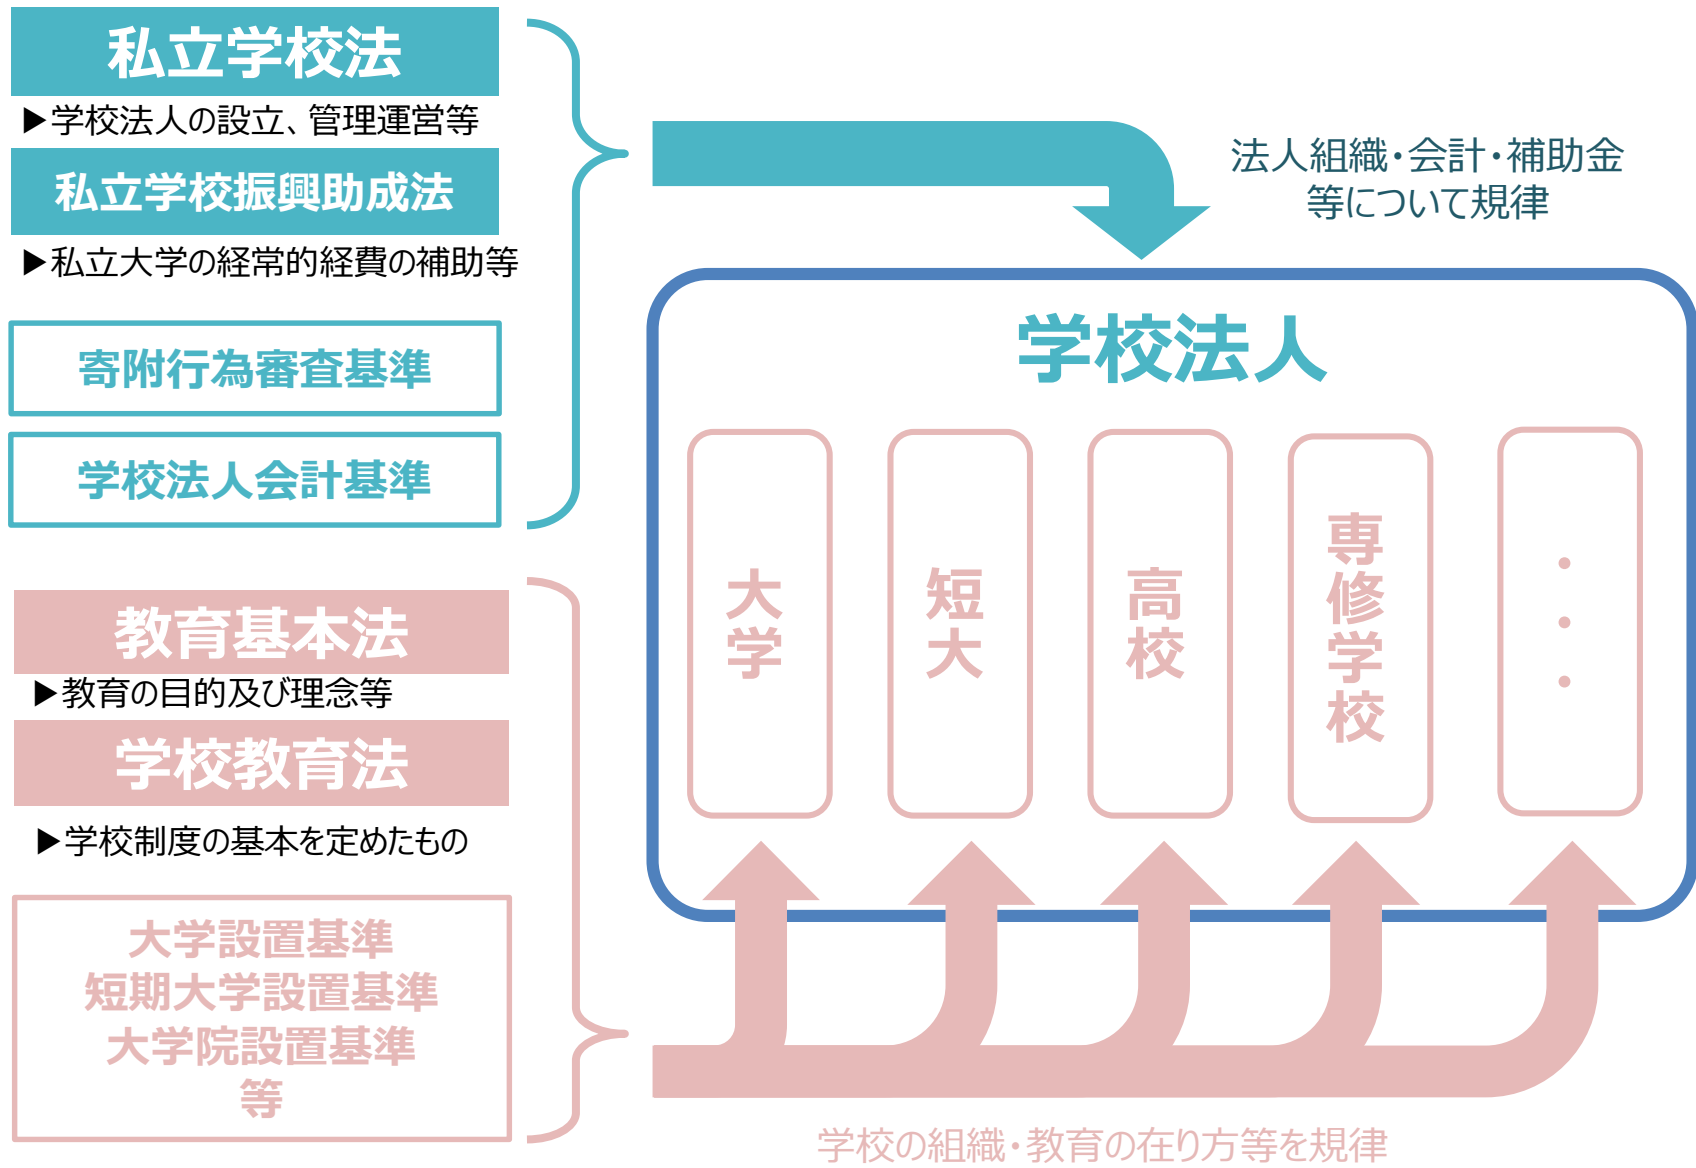 私立学校法
▶学校法人の設立、管理運営等
私立学校振興助成法
▶私立大学の経常的経費の補助等
寄附行為審査基準
学校法人会計基準
教育基本法
▶教育の目的及び理念等
学校教育法
▶学校制度の基本を定めたもの
大学設置基準
短期大学設置基準
大学院設置基準
等
法人組織・会計・補助金
等について規律
学校法人
大学
短大
高校
専修学校
・・・
学校の組織・教育の在り方等を規律